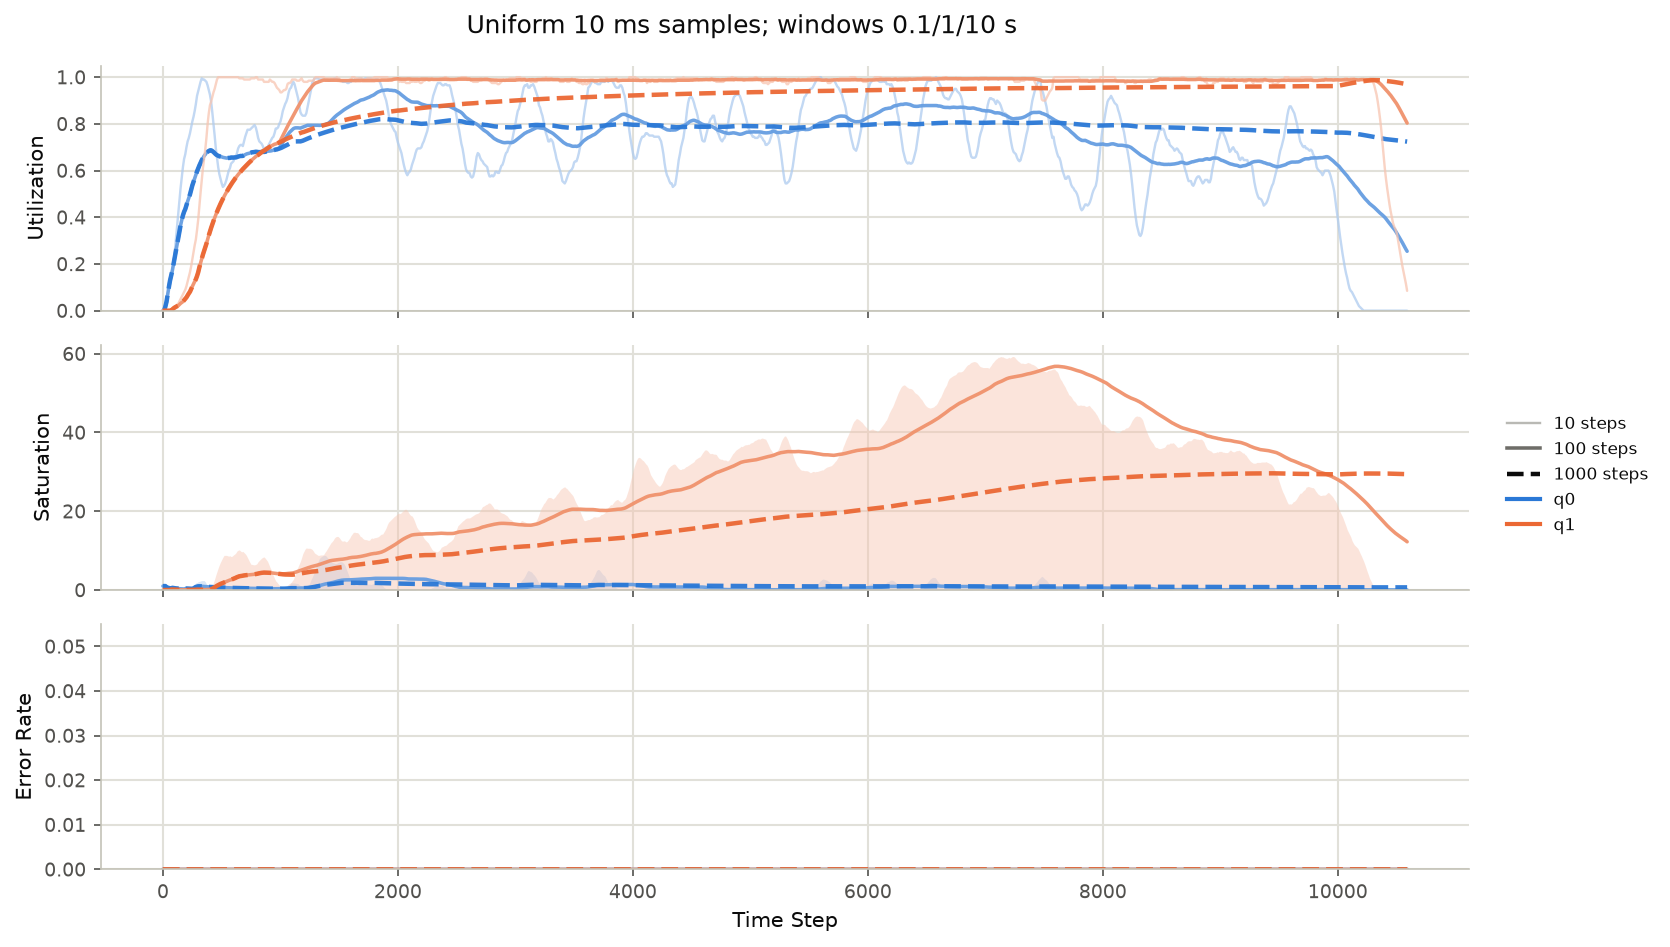 Uniform 10 ms samples; windows 0.1/1/10 s
1.0
0.8
0.6
0.4
0.2
0.0
Utilization
60
40
20
0
Saturation
0.05
0.04
0.03
0.02
0.01
0.00
Error Rate
0 2000 4000 6000 8000 10000
Time Step
10 steps
100 steps
1000 steps
q0
q1